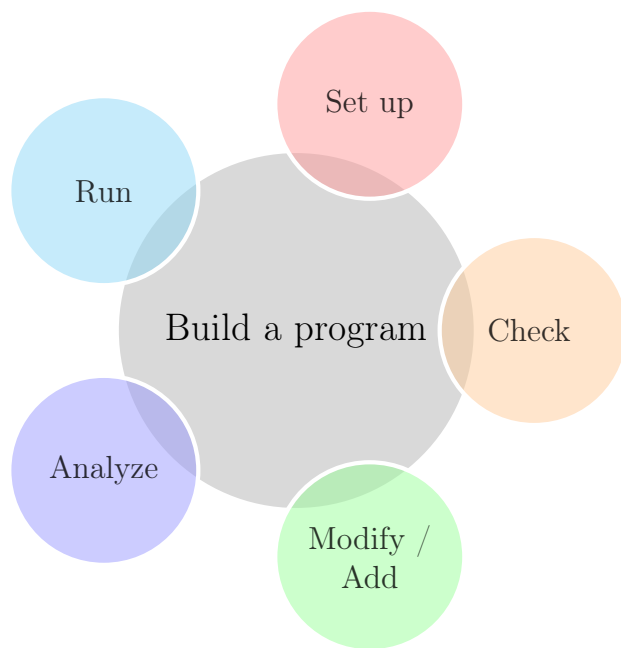 Set up
Run
Build a program
Check
Analyze
Modify /
Add